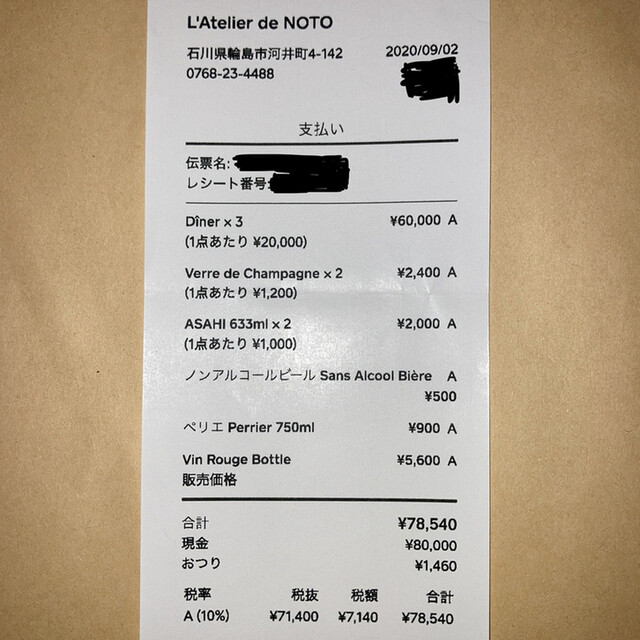 L'Atelier de NOTO
石川県輪島市河井町4-142 2020/09/02
0768-23-4488
支払い
伝票名:
レシート番号:
Dîner x 3 ¥60,000 A
(1点あたり ¥20,000)
Verre de Champagne x 2 ¥2,400 A
(1点あたり ¥1,200)
ASAHI 633ml x 2 ¥2,000 A
(1点あたり ¥1,000)
ノンアルコールビール Sans Alcool Bière A
¥500
ペリエ Perrier 750ml ¥900 A
Vin Rouge Bottle ¥5,600 A
販売価格
合計 ¥78,540
現金 ¥80,000
おつり ¥1,460
税率 税抜 税額 合計
A (10%) ¥71,400 ¥7,140 ¥78,540